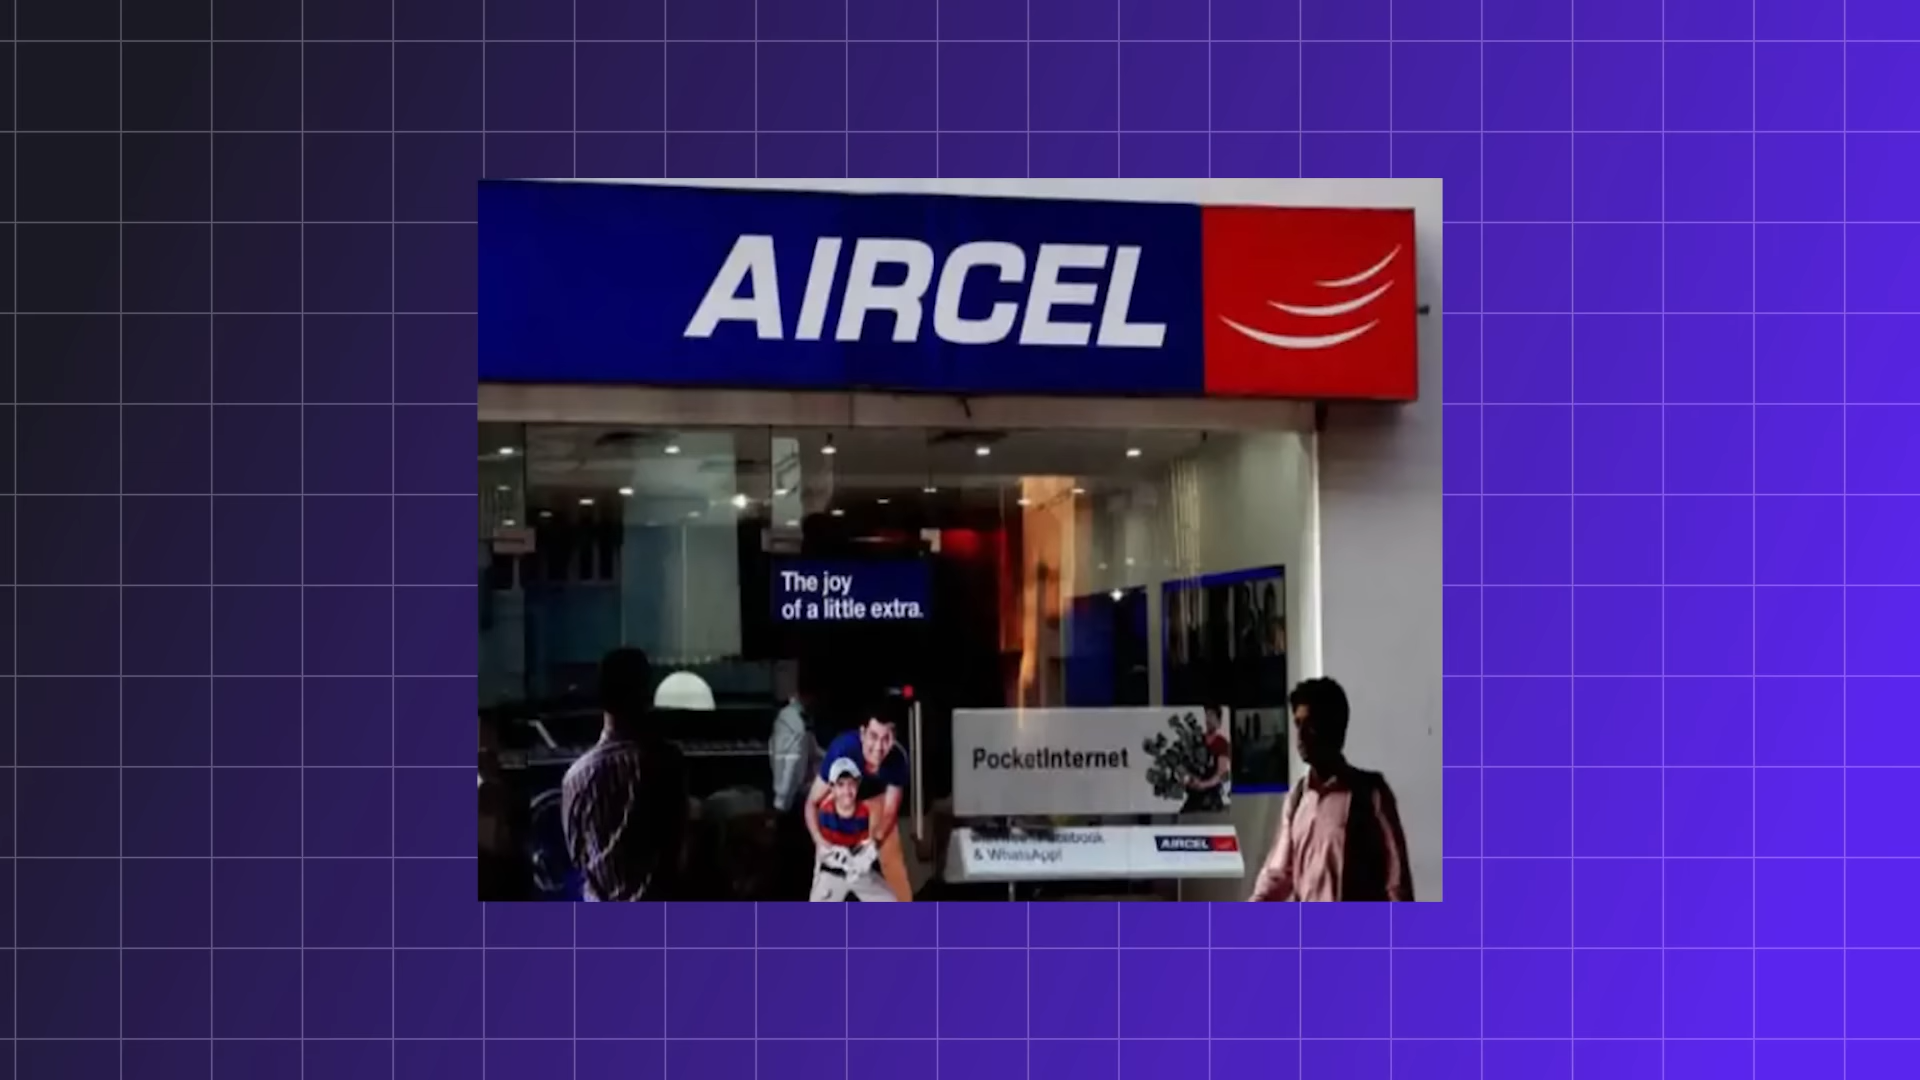 AIRCEL
The joy
of a little extra.
PocketInternet
& WhatsApp!
AIRCEL